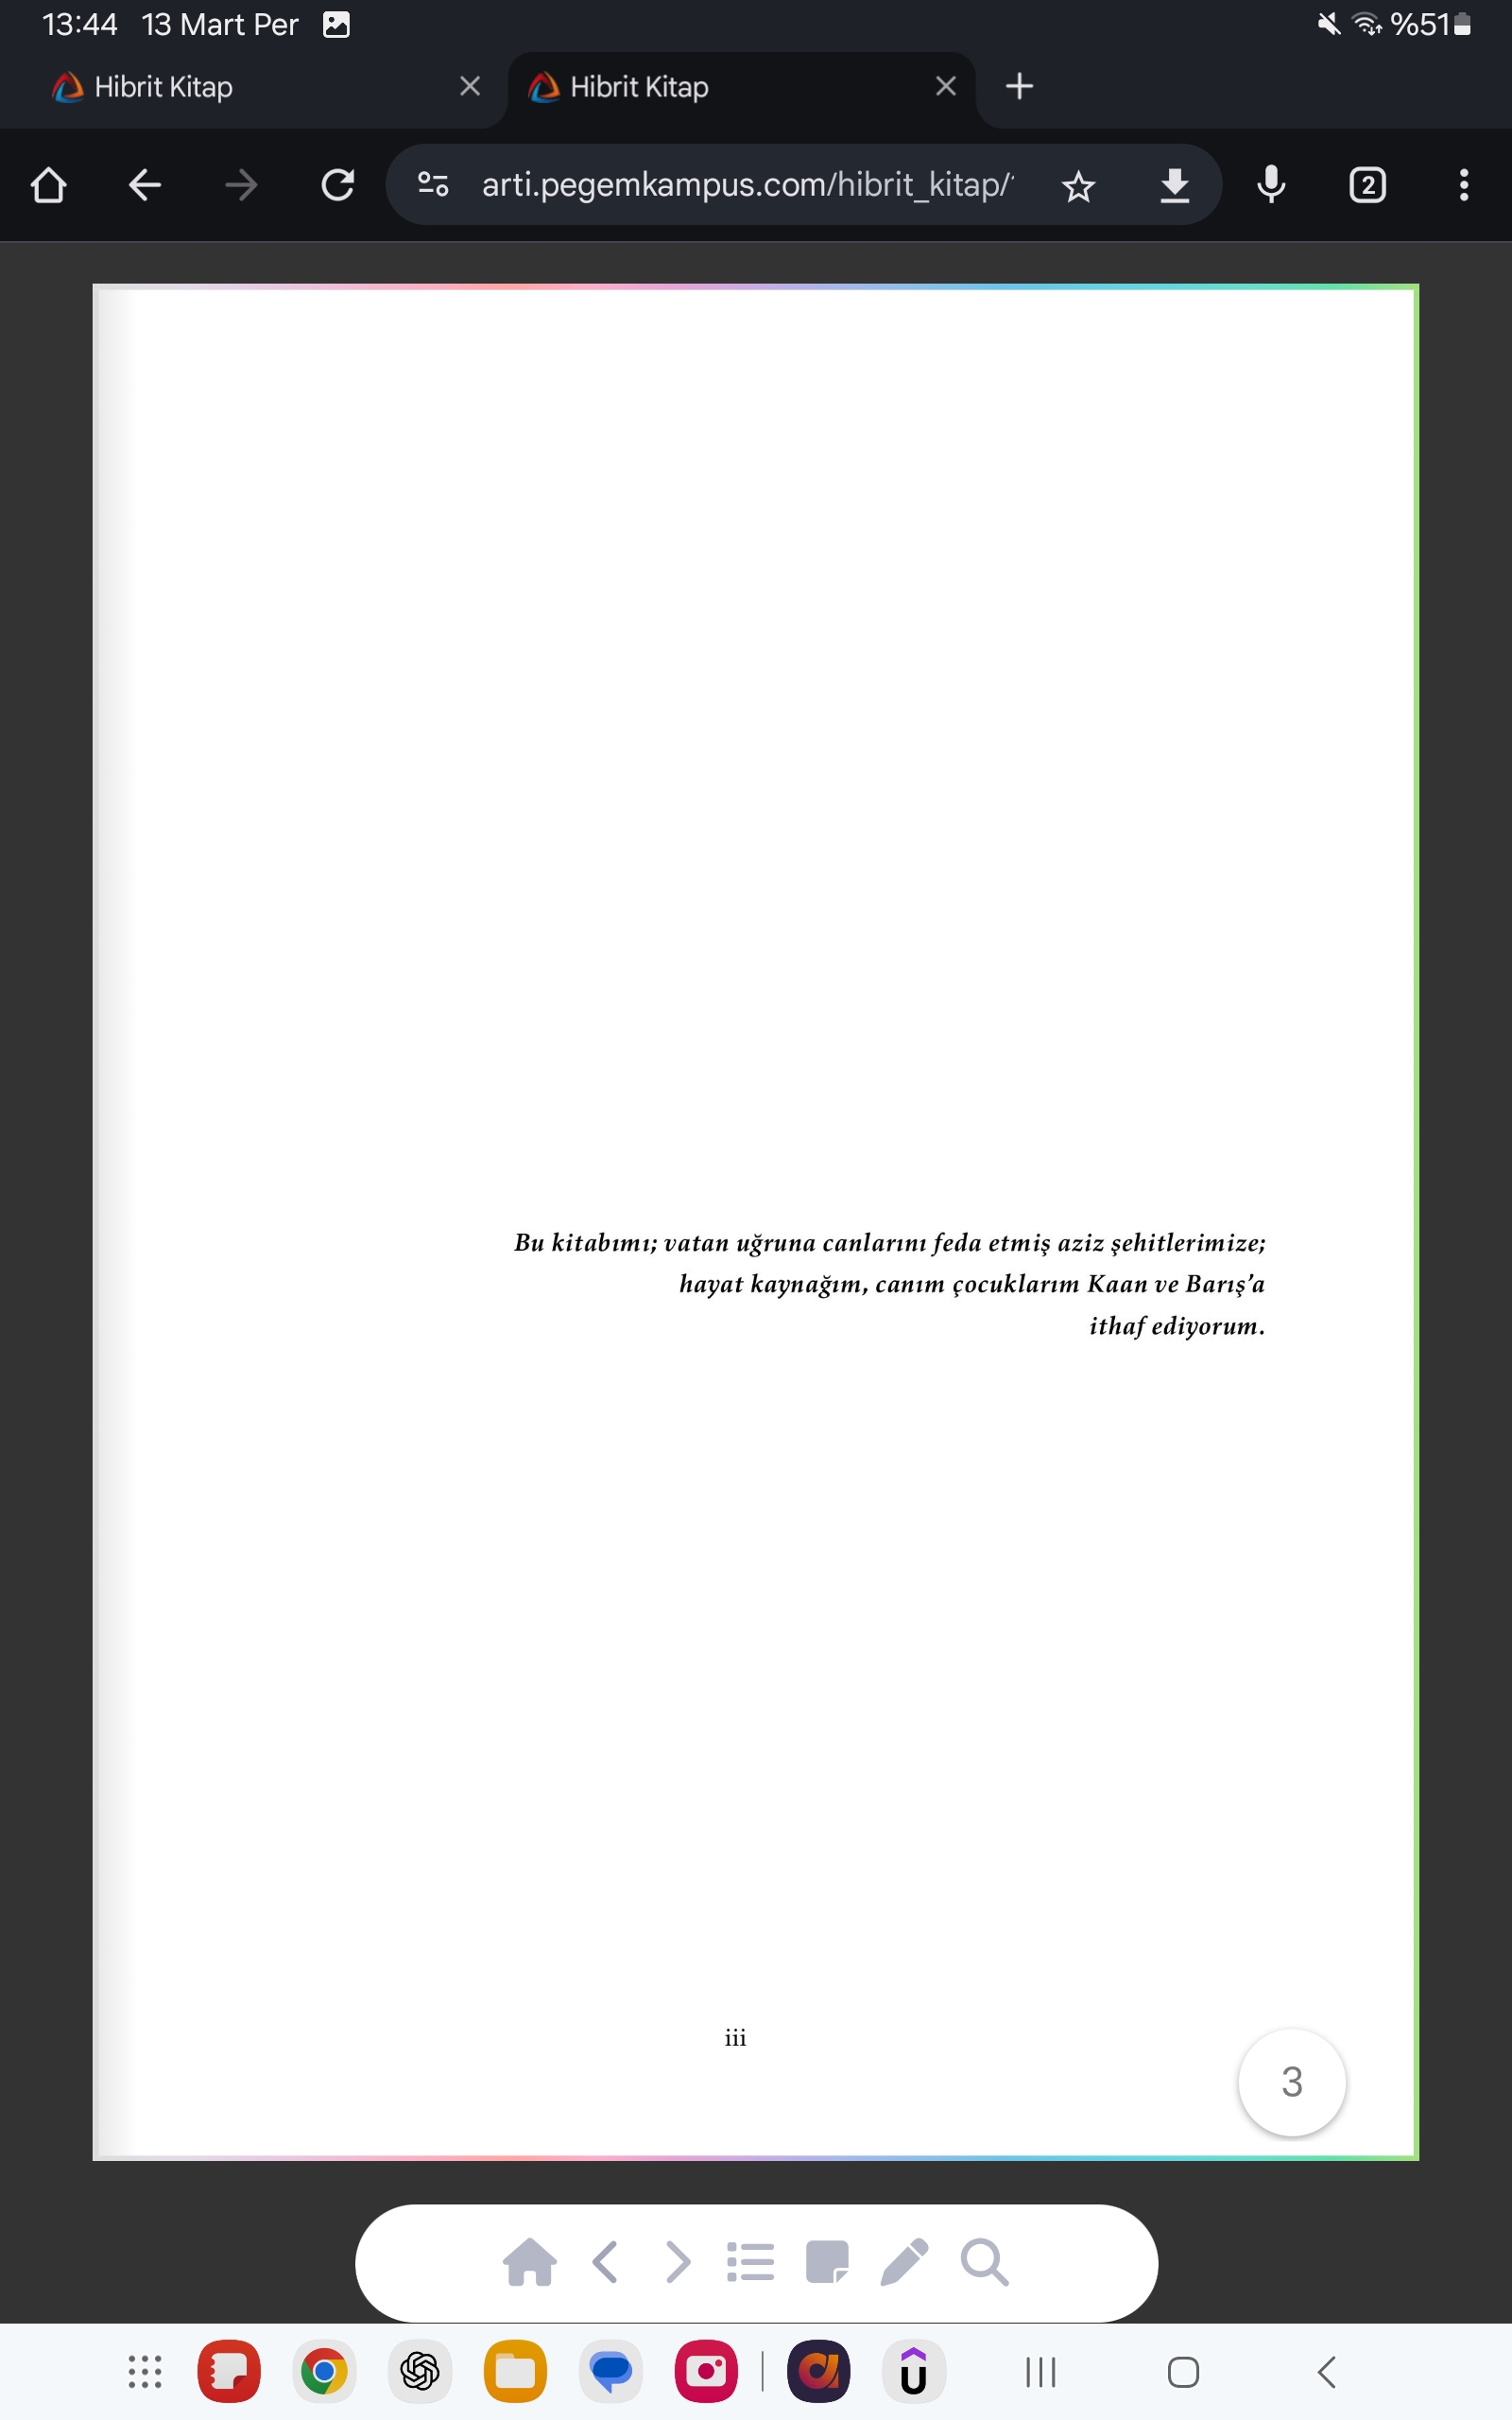 13:44 13 Mart Per %51
Hibrit Kitap Hibrit Kitap
arti.pegemkampus.com/hibrit_kitap/ 2
Bu kitabımı; vatan uğruna canlarını feda etmiş aziz şehitlerimize;
hayat kaynağım, canım çocuklarım Kaan ve Barış’a
ithaf ediyorum.
iii
3